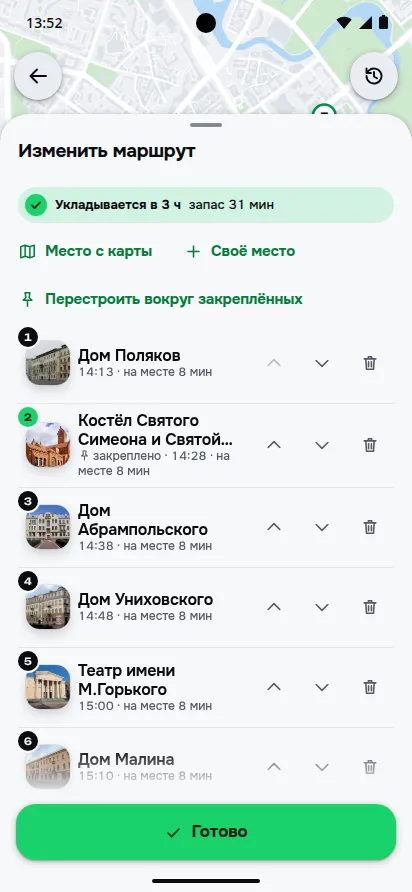 13:52
Изменить маршрут
Укладывается в 3 ч запас 31 мин
Место с карты
Своё место
Перестроить вокруг закреплённых
1
Дом Поляков
14:13 · на месте 8 мин
2
Костёл Святого
Симеона и Святой...
закреплено · 14:28 · на
месте 8 мин
3
Дом
Абрампольского
14:38 · на месте 8 мин
4
Дом Униховского
14:48 · на месте 8 мин
5
Театр имени
М.Горького
15:00 · на месте 8 мин
6
Дом Малина
15:10 · на месте 8 мин
Готово